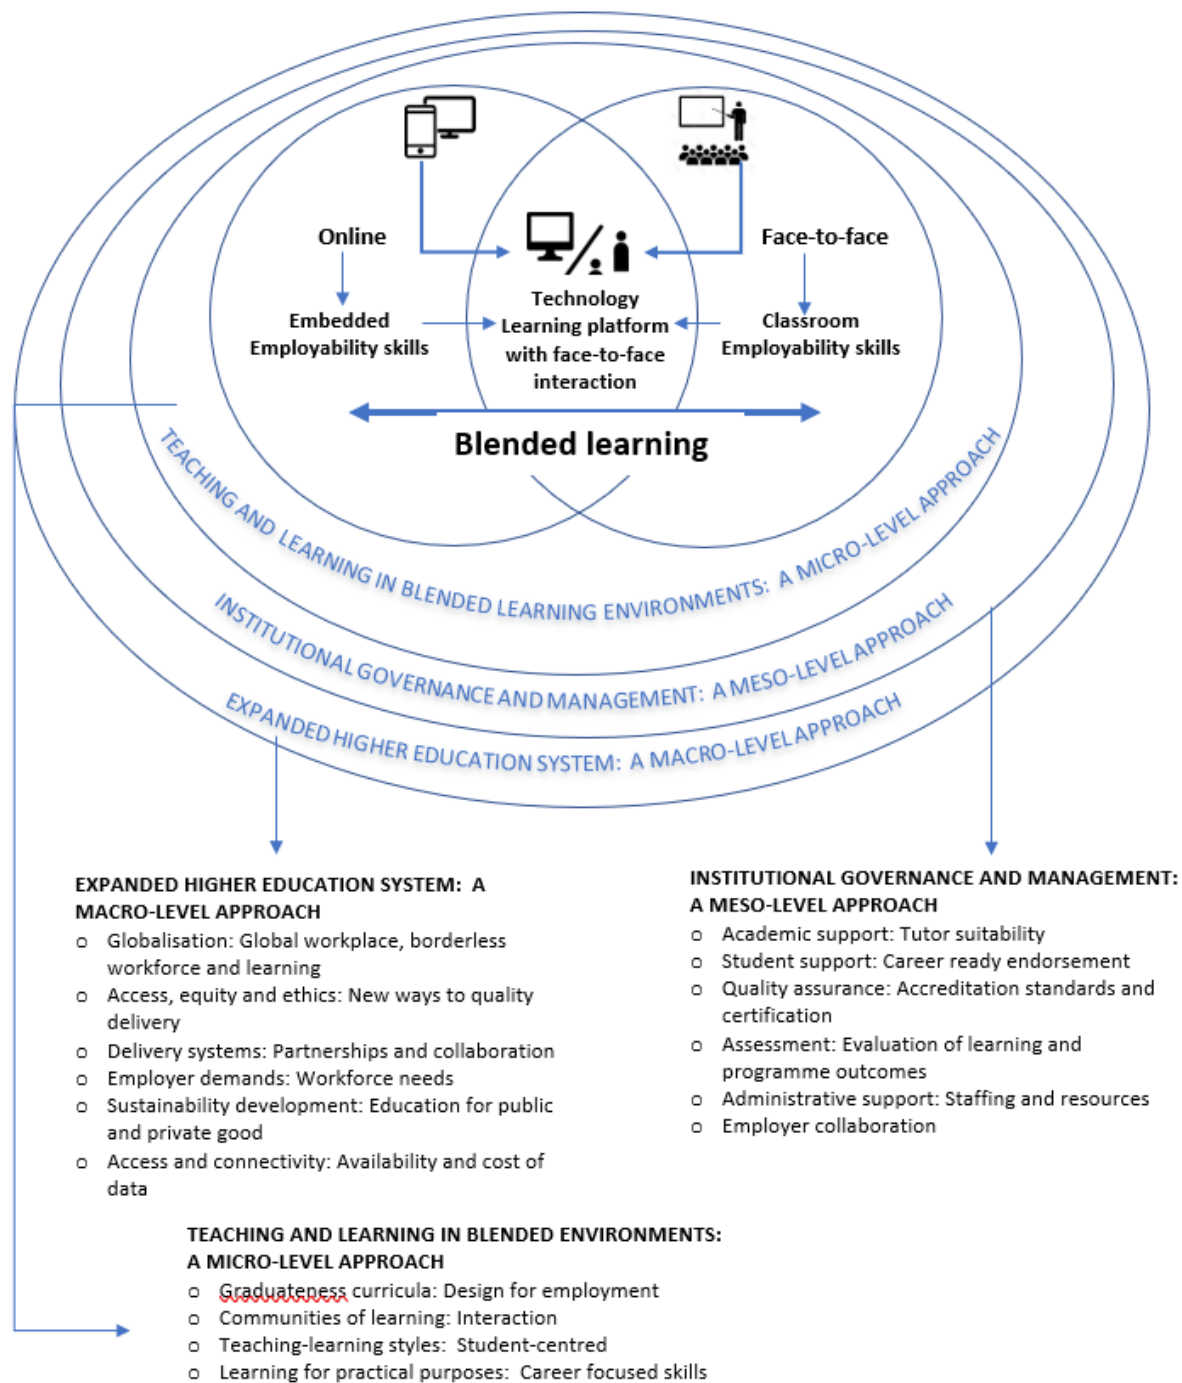 Online
Face-to-face
Embedded
Employability skills
Technology
Learning platform
with face-to-face
interaction
Classroom
Employability skills
Blended learning
TEACHING AND LEARNING IN BLENDED LEARNING ENVIRONMENTS: A MICRO-LEVEL APPROACH
INSTITUTIONAL GOVERNANCE AND MANAGEMENT: A MESO-LEVEL APPROACH
EXPANDED HIGHER EDUCATION SYSTEM: A MACRO-LEVEL APPROACH
EXPANDED HIGHER EDUCATION SYSTEM: A
MACRO-LEVEL APPROACH
o Globalisation: Global workplace, borderless
workforce and learning
o Access, equity and ethics: New ways to quality
delivery
o Delivery systems: Partnerships and collaboration
o Employer demands: Workforce needs
o Sustainability development: Education for public
and private good
o Access and connectivity: Availability and cost of
data
INSTITUTIONAL GOVERNANCE AND MANAGEMENT:
A MESO-LEVEL APPROACH
o Academic support: Tutor suitability
o Student support: Career ready endorsement
o Quality assurance: Accreditation standards and
certification
o Assessment: Evaluation of learning and
programme outcomes
o Administrative support: Staffing and resources
o Employer collaboration
TEACHING AND LEARNING IN BLENDED ENVIRONMENTS:
A MICRO-LEVEL APPROACH
o Graduateness curricula: Design for employment
o Communities of learning: Interaction
o Teaching-learning styles: Student-centred
o Learning for practical purposes: Career focused skills